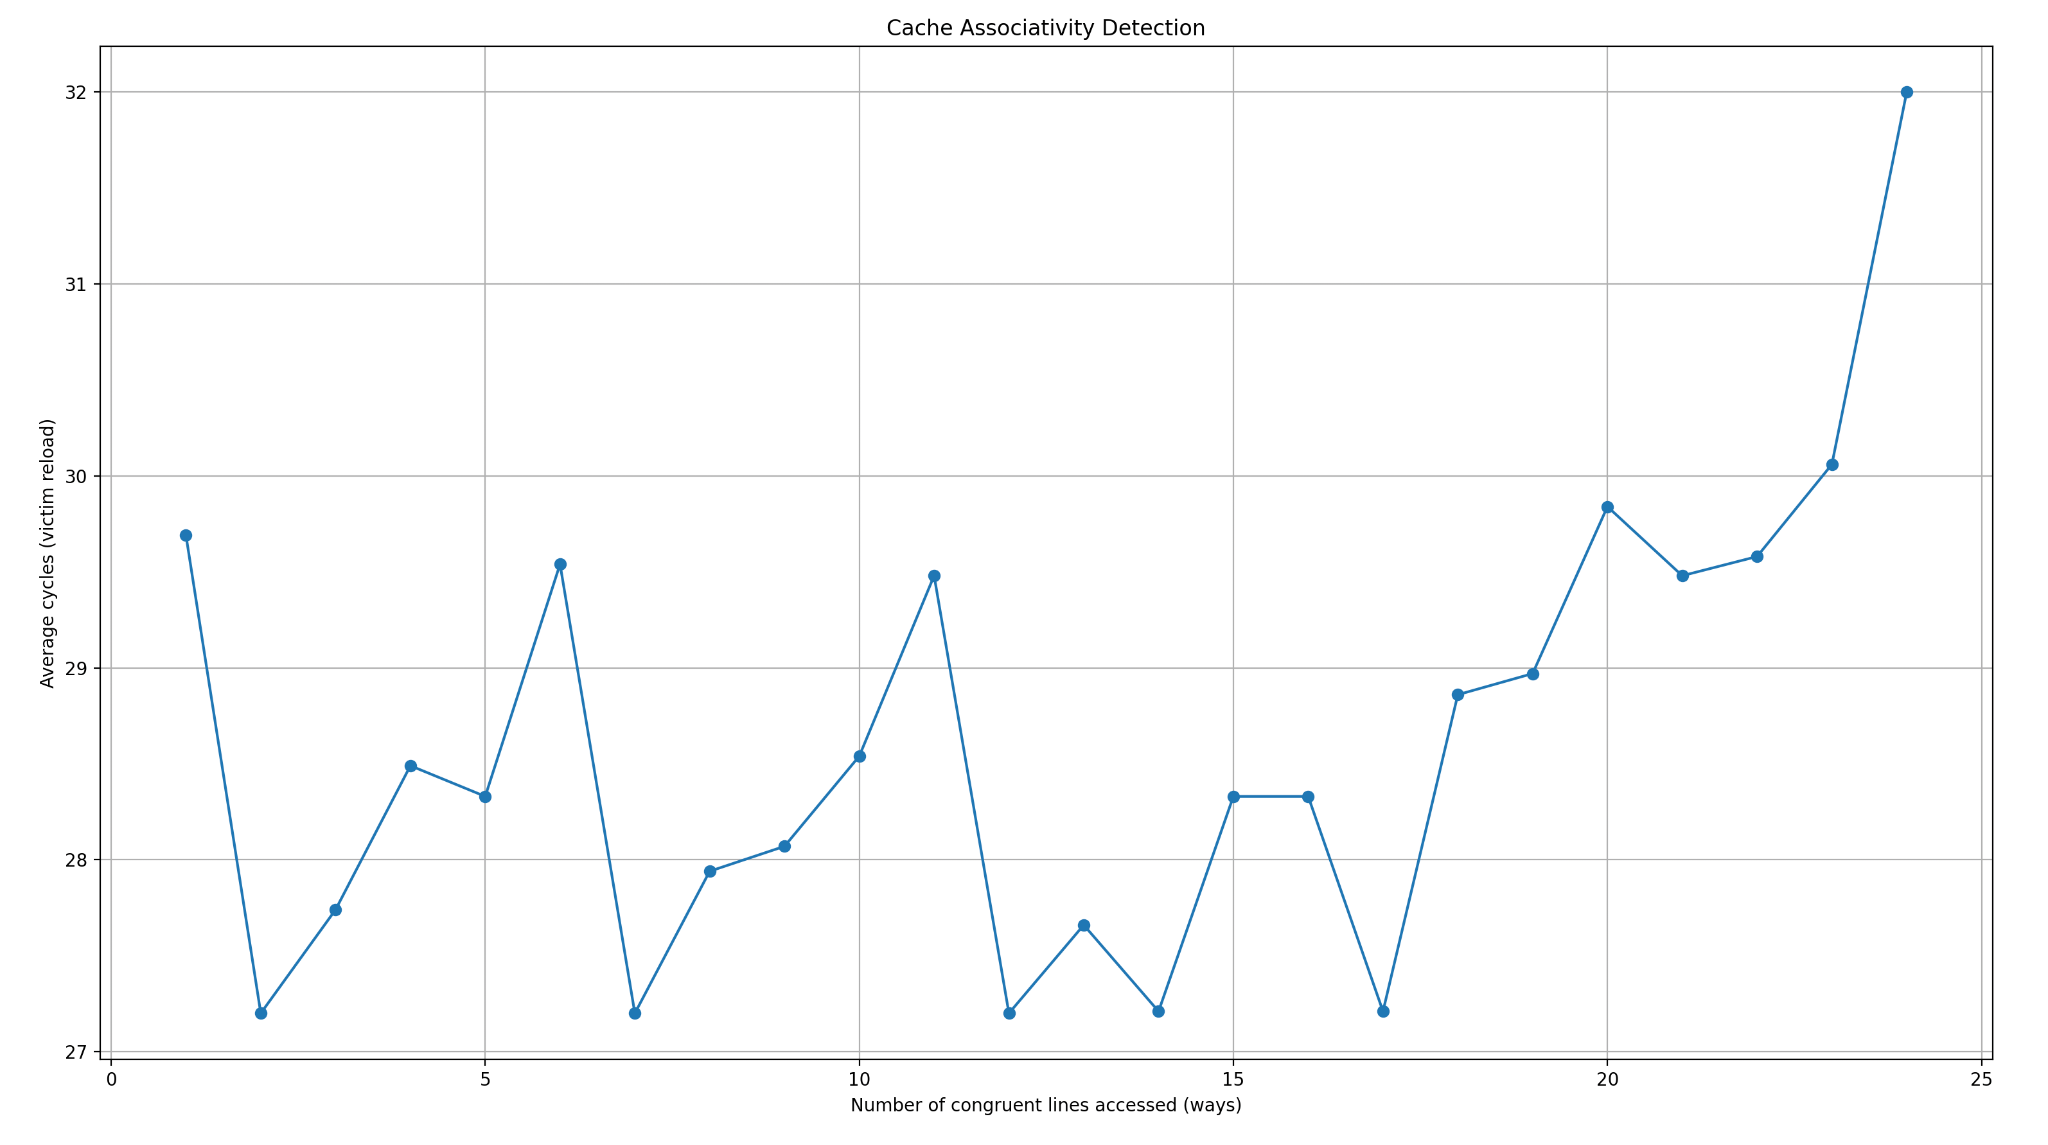 Cache Associativity Detection
32
31
30
29
28
27
Average cycles (victim reload)
0 5 10 15 20 25
Number of congruent lines accessed (ways)